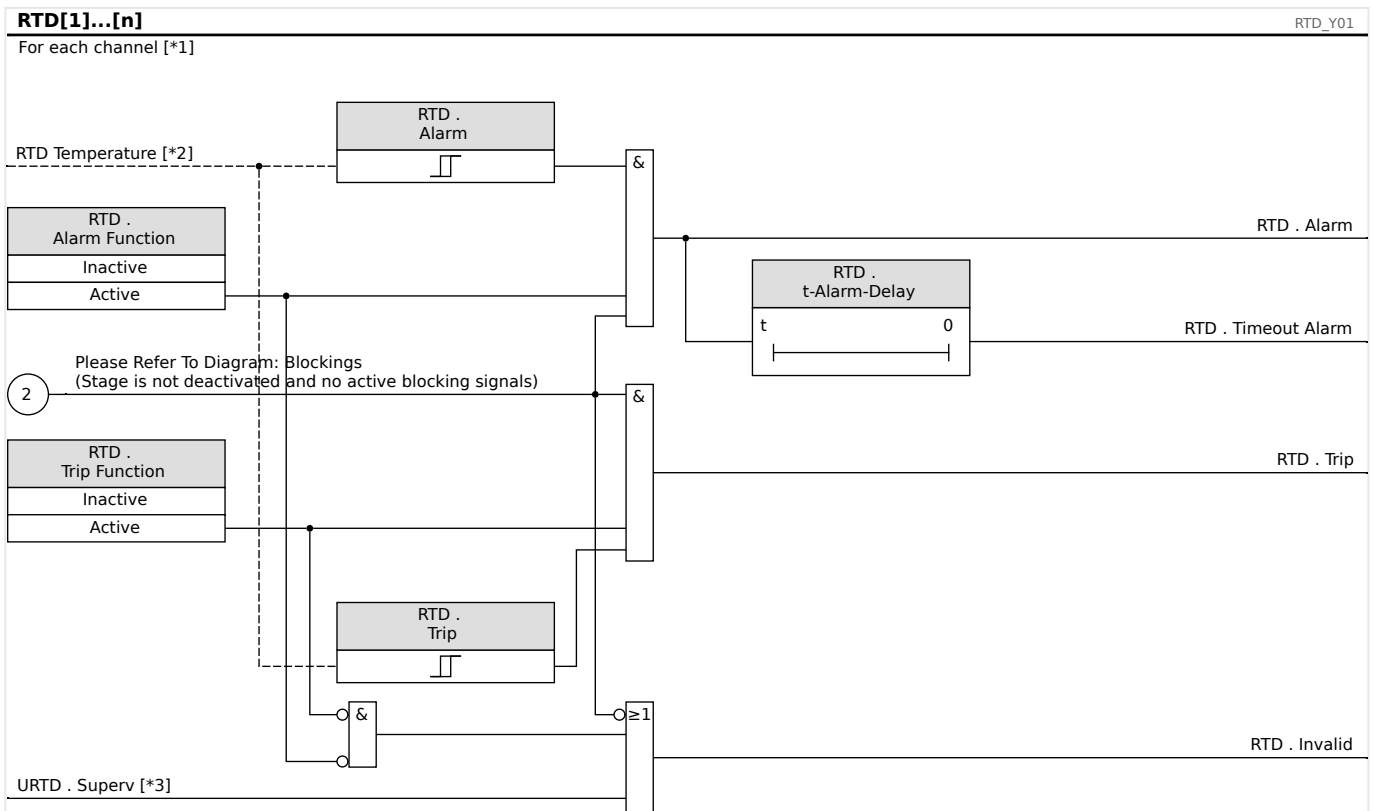 RTD[1]...[n]
RTD_Y01
For each channel [*1]
RTD .
Alarm
RTD Temperature [*2]
&
RTD .
Alarm Function
Inactive
Active
RTD . Alarm
RTD .
t-Alarm-Delay
t 0
RTD . Timeout Alarm
Please Refer To Diagram: Blockings
(Stage is not deactivated and no active blocking signals)
2
&
RTD .
Trip Function
Inactive
Active
RTD . Trip
RTD .
Trip
&
≥1
RTD . Invalid
URTD . Superv [*3]